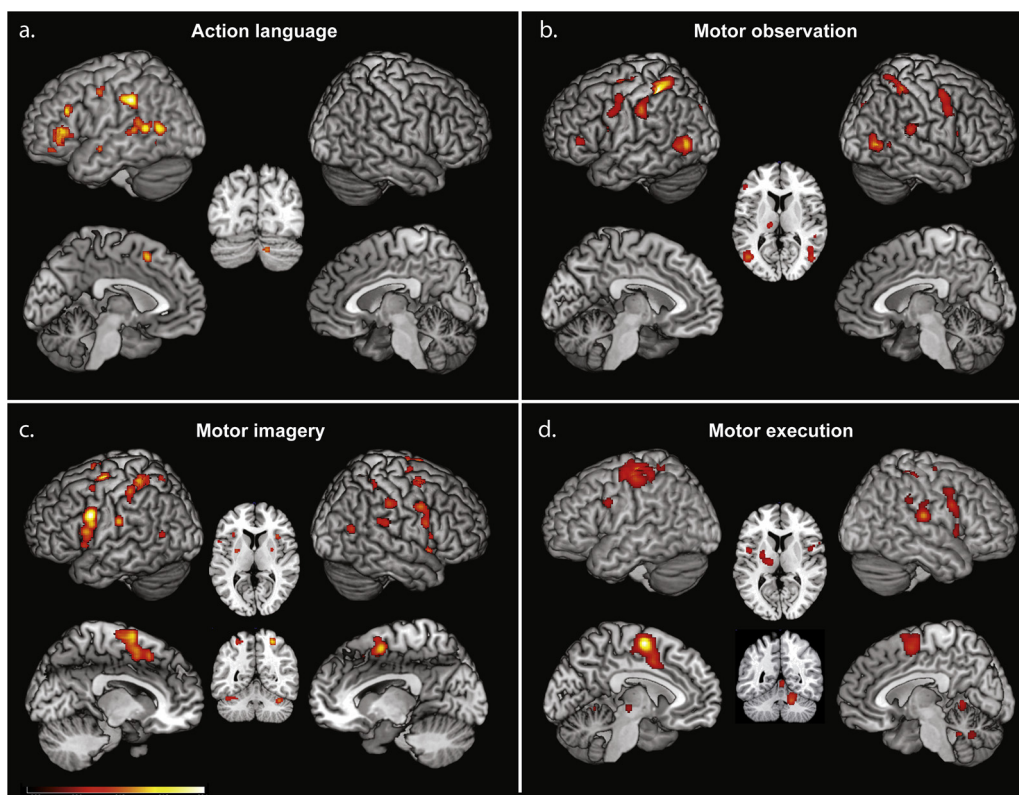 a.
Action language
b.
Motor observation
c.
Motor imagery
d.
Motor execution